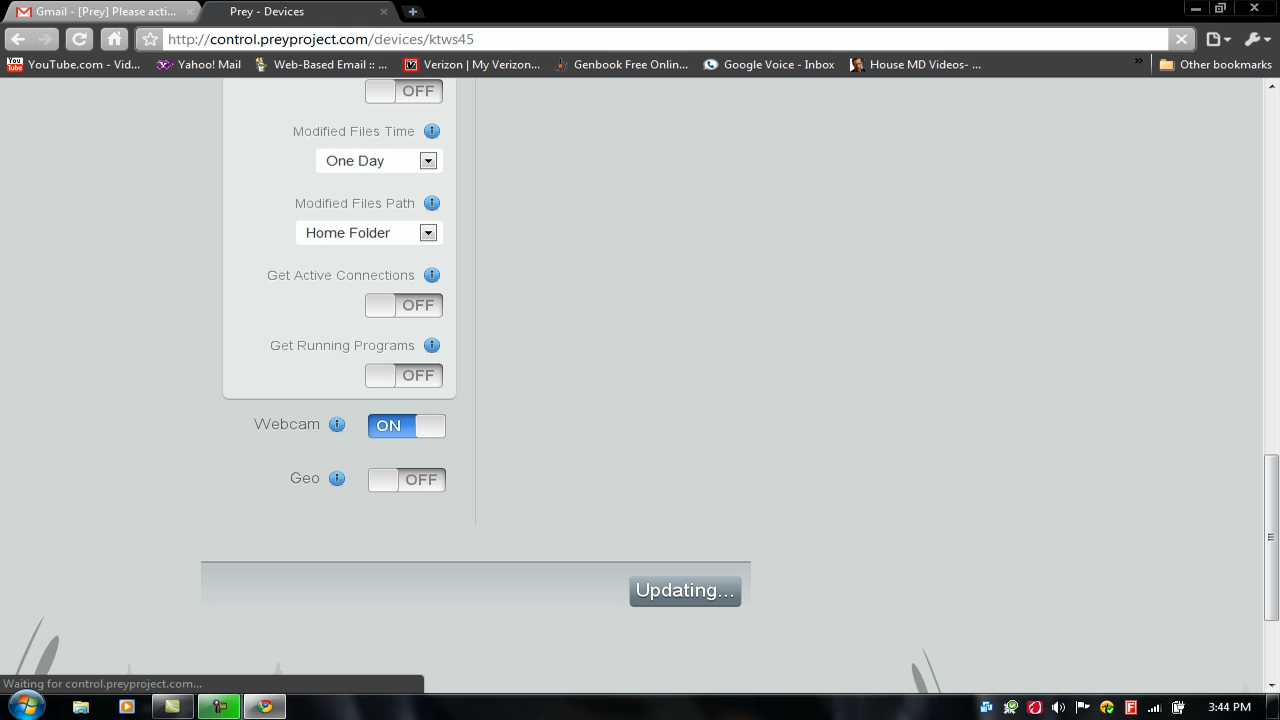 Gmail - [Prey] Please acti...
Prey - Devices
http://control.preyproject.com/devices/ktws45
YouTube.com - Vid...
Yahoo! Mail
Web-Based Email :: ...
Verizon | My Verizon...
Genbook Free Onlin...
Google Voice - Inbox
House MD Videos- ...
»
Other bookmarks
OFF
Modified Files Time
One Day
Modified Files Path
Home Folder
Get Active Connections
OFF
Get Running Programs
OFF
Webcam
ON
Geo
OFF
Updating...
Waiting for control.preyproject.com...
3:44 PM